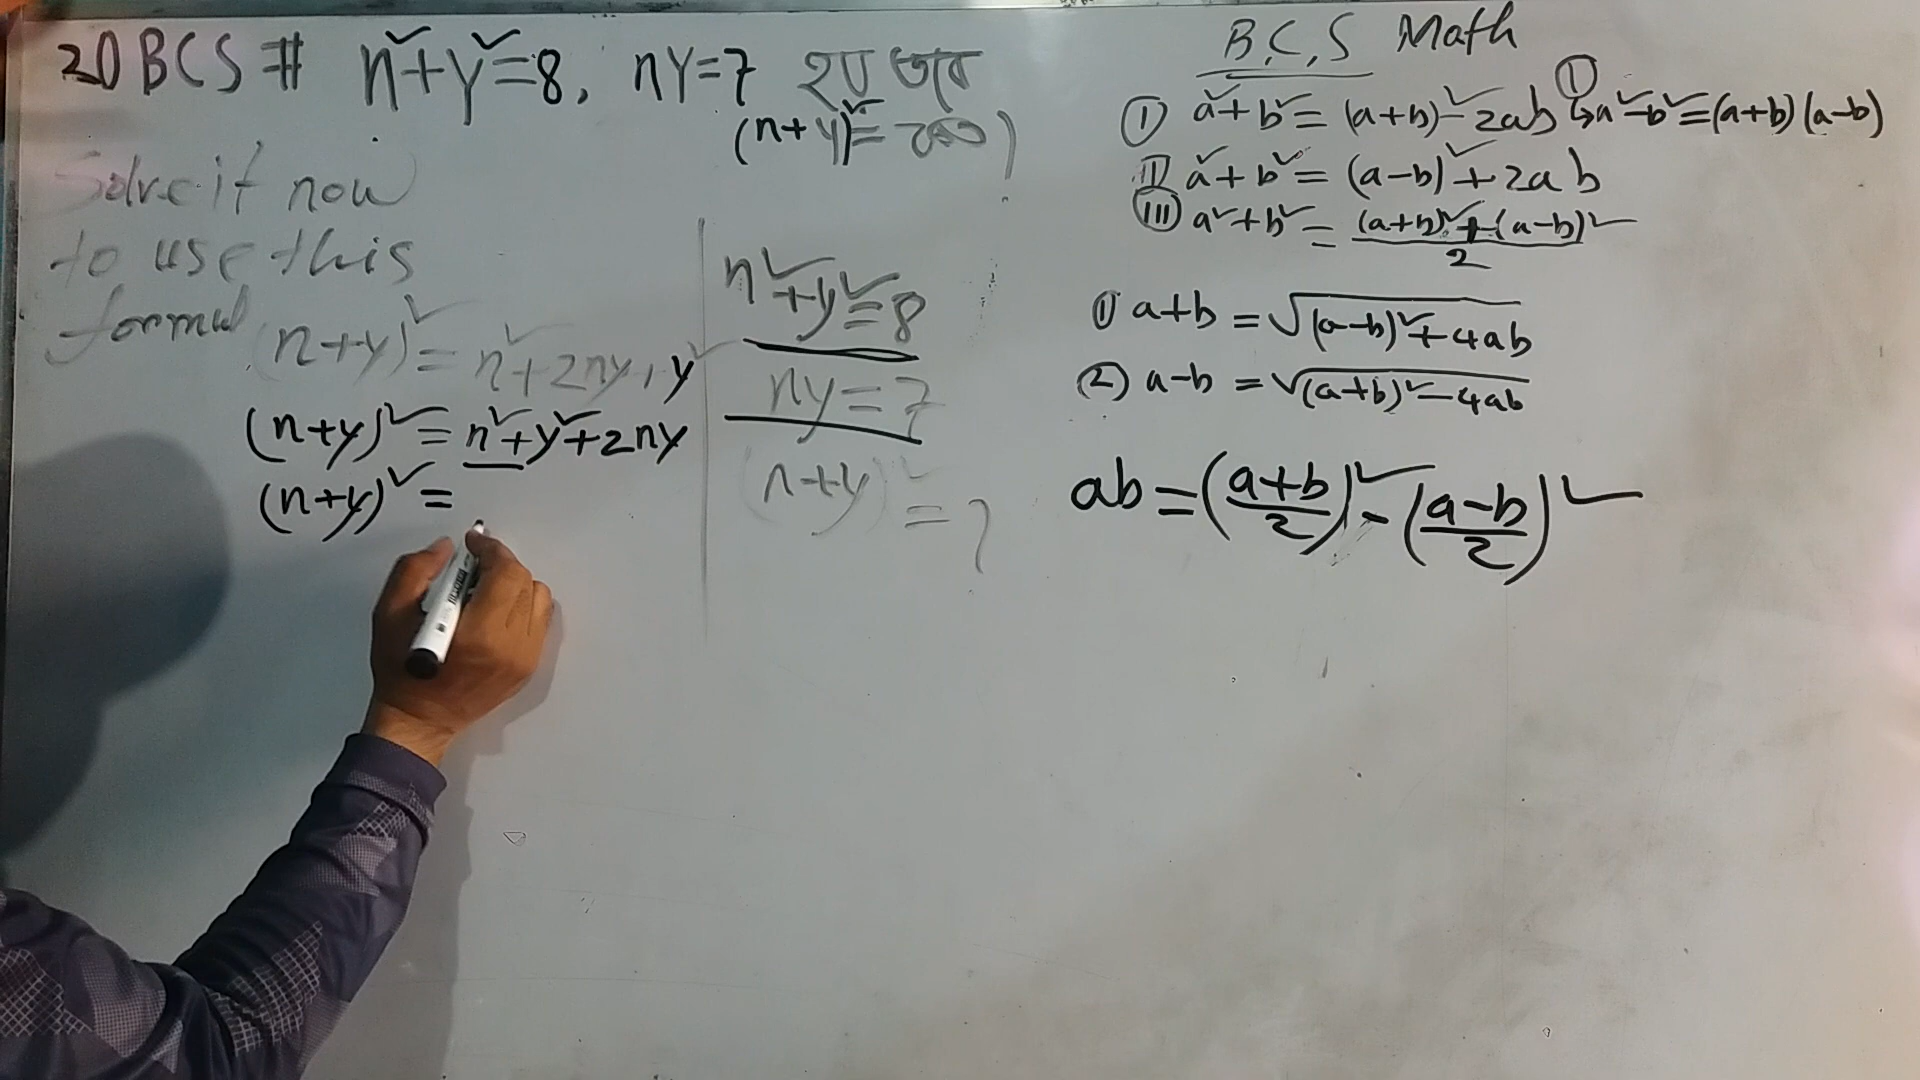 20 BCS # n²+y²=8, ny=7 হয় তবে
(n+y)²= কত ?
Solve it now
to use this
formul
(n+y)² = n²+2ny+y²
(n+y)² = n²+y²+2ny
(n+y)² =
n²+y²=8
ny=7
(n+y)² = ?
B.C.S Math
① a²+b²=(a+b)²-2ab ① ↳a²-b²=(a+b)(a-b)
② a²+b²=(a-b)²+2ab
③ a²+b²=((a+b)²+(a-b)²)/2
① a+b=√(a-b)²+4ab
② a-b=√(a+b)²-4ab
ab=((a+b)/2)²-((a-b)/2)²